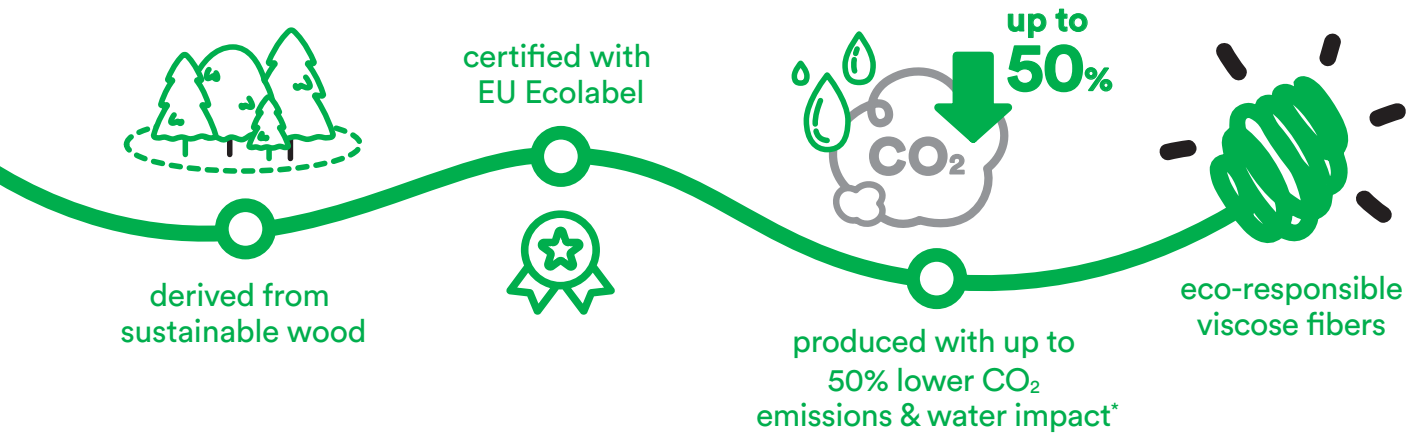 derived from
sustainable wood
certified with
EU Ecolabel
up to
50%
CO₂
produced with up to
50% lower CO₂
emissions & water impact*
eco-responsible
viscose fibers